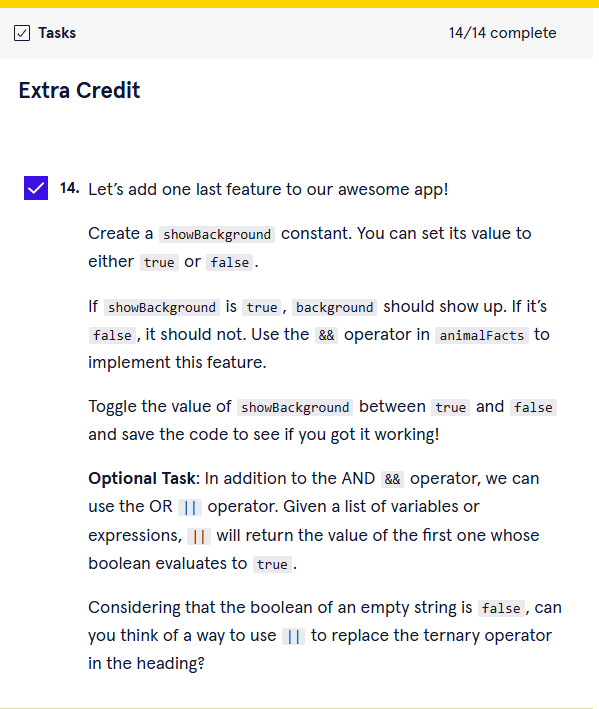 Tasks 14/14 complete
Extra Credit
14. Let's add one last feature to our awesome app!
Create a showBackground constant. You can set its value to
either true or false.
If showBackground is true, background should show up. If it's
false, it should not. Use the && operator in animalFacts to
implement this feature.
Toggle the value of showBackground between true and false
and save the code to see if you got it working!
Optional Task: In addition to the AND && operator, we can
use the OR || operator. Given a list of variables or
expressions, || will return the value of the first one whose
boolean evaluates to true.
Considering that the boolean of an empty string is false, can
you think of a way to use || to replace the ternary operator
in the heading?